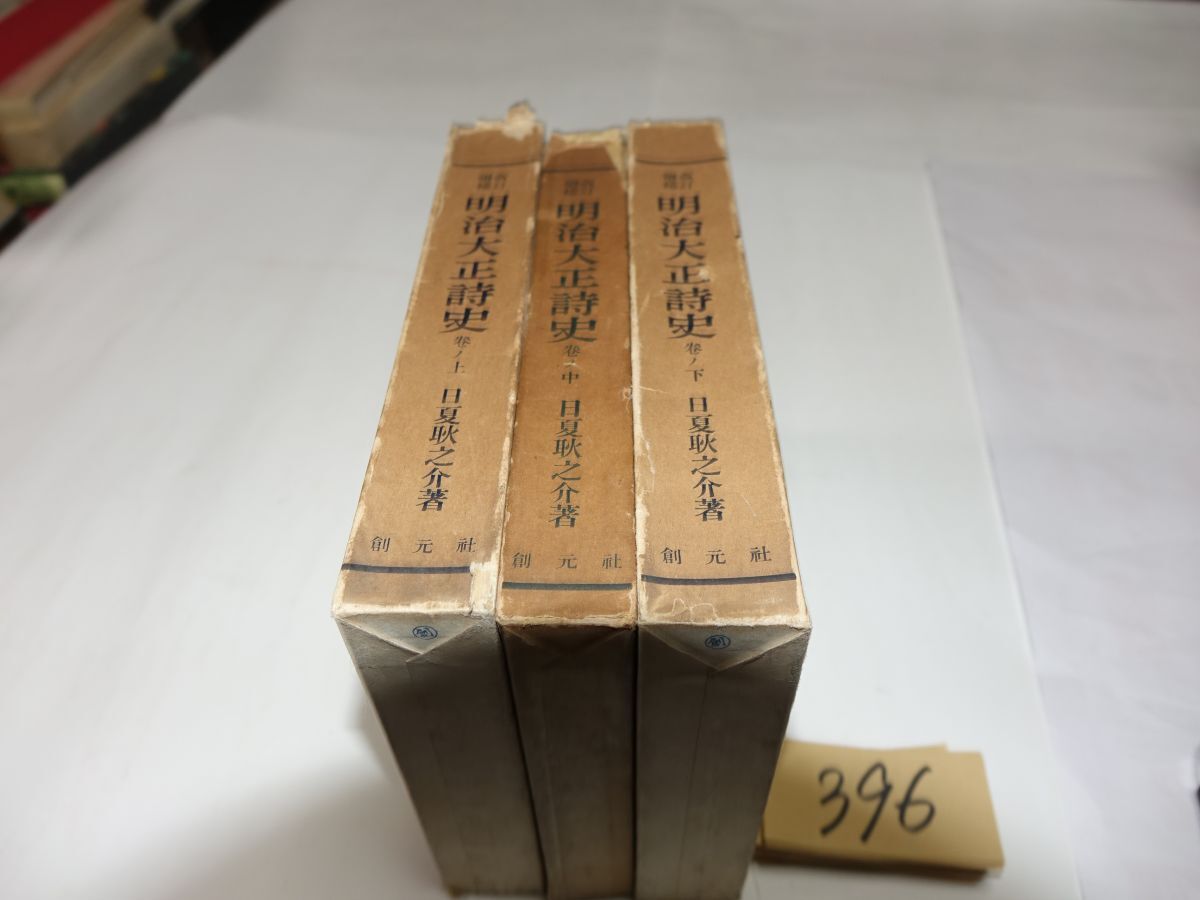 改訂
増補
明治大正詩史
巻ノ上
日夏耿之介著
創元社
改訂
増補
明治大正詩史
巻ノ中
日夏耿之介著
創元社
改訂
増補
明治大正詩史
巻ノ下
日夏耿之介著
創元社
396